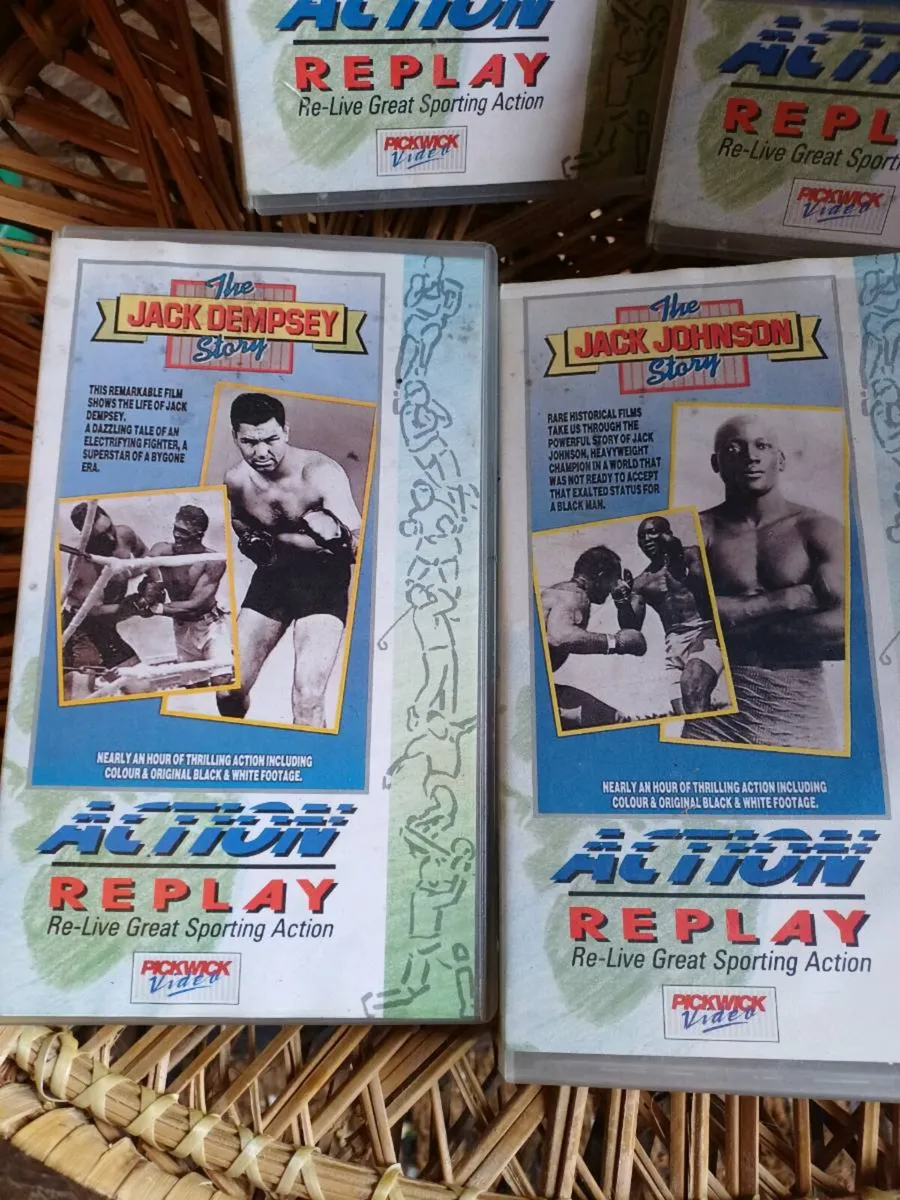 ACTION
REPLAY
Re-Live Great Sporting Action
PICKWICK
Video
REPL
Re-Live Great Sport
PICKWICK
Video
The
JACK DEMPSEY
Story
THIS REMARKABLE FILM
SHOWS THE LIFE OF JACK
DEMPSEY.
A DAZZLING TALE OF AN
ELECTRIFYING FIGHTER, A
SUPERSTAR OF A BYGONE
ERA.
NEARLY AN HOUR OF THRILLING ACTION INCLUDING
COLOUR & ORIGINAL BLACK & WHITE FOOTAGE.
ACTION
REPLAY
Re-Live Great Sporting Action
PICKWICK
Video
The
JACK JOHNSON
Story
RARE HISTORICAL FILMS
TAKE US THROUGH THE
POWERFUL STORY OF JACK
JOHNSON, HEAVYWEIGHT
CHAMPION IN A WORLD THAT
WAS NOT READY TO ACCEPT
THAT EXALTED STATUS FOR
A BLACK MAN.
NEARLY AN HOUR OF THRILLING ACTION INCLUDING
COLOUR & ORIGINAL BLACK & WHITE FOOTAGE.
ACTION
REPLAY
Re-Live Great Sporting Action
PICKWICK
Video